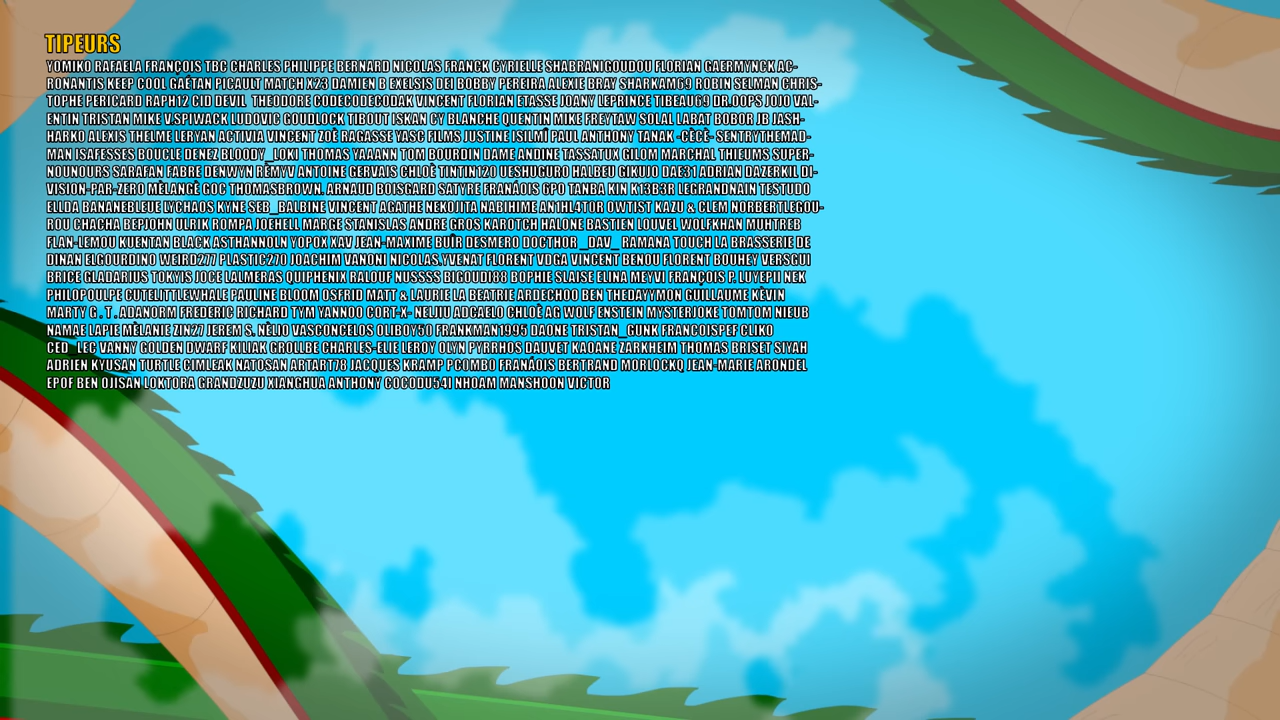 TIPEURS
YOMIKO RAFAELA FRANÇOIS TBC CHARLES PHILIPPE BERNARD NICOLAS FRANCK CYRIELLE SHABRANIGOUDOU FLORIAN GAERMYNCK AC-
RONANTIS KEEP COOL GAËTAN PICAULT MATCH X23 DAMIEN B EXELSIS DEI BOBBY PEREIRA ALEXIE BRAY SHARKAM69 ROBIN SELMAN CHRIS-
TOPHE PERICARD RAPH12 CID DEVIL THEODORE CODECODECODAK VINCENT FLORIAN ETASSE JOANY LEPRINCE TIBEAU69 DR.OOPS JOJO VAL-
ENTIN TRISTAN MIKE V.SPIWACK LUDOVIC GOUDLOCK TIBOUT ISKAN CY BLANCHE QUENTIN MIKE FREYTAW SOLAL LABAT BOBOR JB JASH-
HARKO ALEXIS THELME LERYAN ACTIVIA VINCENT ZOÉ RAGASSE YASC FILMS JUSTINE ISILMÏ PAUL ANTHONY TANAK -CÉCÉ- SENTRYTHEMAD-
MAN ISAFESSES BOUCLE DENEZ BLOODY_LOKI THOMAS YAAANN TOM BOURDIN DAME ANDINE TASSATUX GILOM MARCHAL THIEUMS SUPER-
NOUNOURS SARAFAN FABRE DENWYN RÉMYV ANTOINE GERVAIS CHLOÉ TINTIN120 UESHUGURO HALBEU GIKUJO DAE31 ADRIAN DAZERKIL DI-
VISION-PAR-ZERO MÉLANGÉ GOC THOMASBROWN. ARNAUD BOISGARD SATYRE FRANÁOIS GPO TANBA KIN K13B3R LEGRANDNAIN TESTUDO
ELLDA BANANEBLEUE LYCHAOS KYNE SEB_BALBINE VINCENT AGATHE NEKOJITA NABIHIME AN1HL4T0R OWTIST KAZU & CLEM NORBERTLEGOU-
ROU CHACHA BEPJOHN ULRIK ROMPA JOEHELL MARGE STANISLAS ANDRE GROS KAROTCH HALONE BASTIEN LOUVEL WOLFKHAN MUHTREB
FLAN-LEMOU KUENTAN BLACK ASTHANNOLN YOPOX XAV JEAN-MAXIME BUÍR DESMERO DOCTHOR _DAV_ RAMANA TOUCH LA BRASSERIE DE
DINAN ELGOURDINO WEIRD277 PLASTIC270 JOACHIM VANONI NICOLAS.YVENAT FLORENT VDGA VINCENT BENOU FLORENT BOUHEY VERSGUI
BRICE GLADARIUS TOKYIS JOCE LALMERAS QUIPHENIX RALOUF NUSSSS BIGOUDI88 BOPHIE SLAISE ELINA MEYVI FRANÇOIS P. LUYEPII NEK
PHILOPOULPE CUTELITTLEWHALE PAULINE BLOOM OSFRID MATT & LAURIE LA BEATRIE ARDECHOO BEN THEDAYYMON GUILLAUME KÉVIN
MARTY G . T . ADANORM FREDERIC RICHARD TYM YANNOO CORT-X- NELJIU ADCAELO CHLOÉ AG WOLF ENSTEIN MYSTERJOKE TOMTOM NIEUB
NAMAE LAPIE MÉLANIE ZIN27 JEREM S. NÉLIO VASCONCELOS OLIBOY50 FRANKMAN1995 DAONE TRISTAN_GUNK FRANCOISPEF CLIKO
CED_LEC VANNY GOLDEN DWARF KILIAK GROLLBE CHARLES-ELIE LEROY OLYN PYRRHOS DAUVET KAOANE ZARKHEIM THOMAS BRISET SIYAH
ADRIEN KYUSAN TURTLE CIMLEAK NATOSAN ARTART78 JACQUES KRAMP PCOMBO FRANÁOIS BERTRAND MORLOCKQ JEAN-MARIE ARONDEL
EPOF BEN OJISAN LOKTORA GRANDZUZU XIANGHUA ANTHONY COCODU541 NHOAM MANSHOON VICTOR